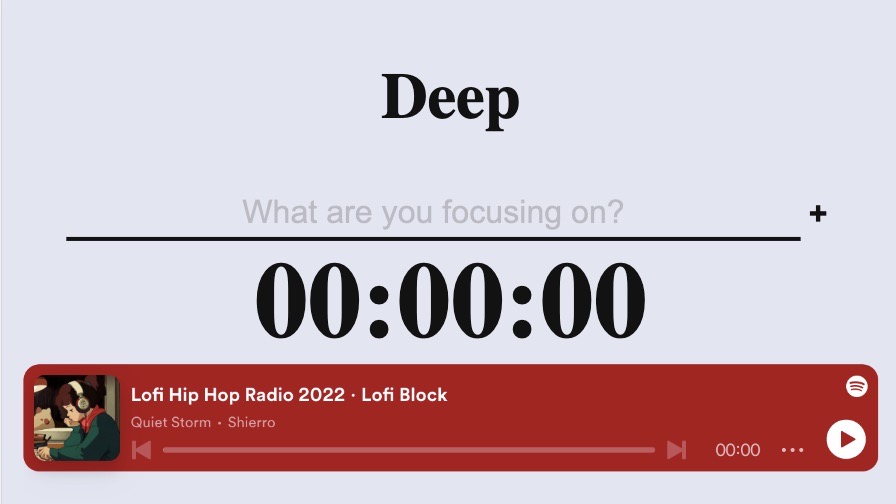 Deep
What are you focusing on?
+
00:00:00
Lofi Hip Hop Radio 2022 · Lofi Block
Quiet Storm • Shierro
00:00